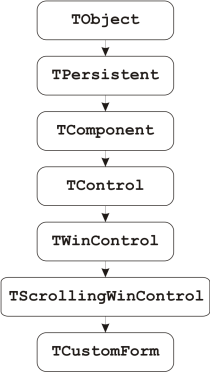 TObject
TPersistent
TComponent
TControl
TWinControl
TScrollingWinControl
TCustomForm